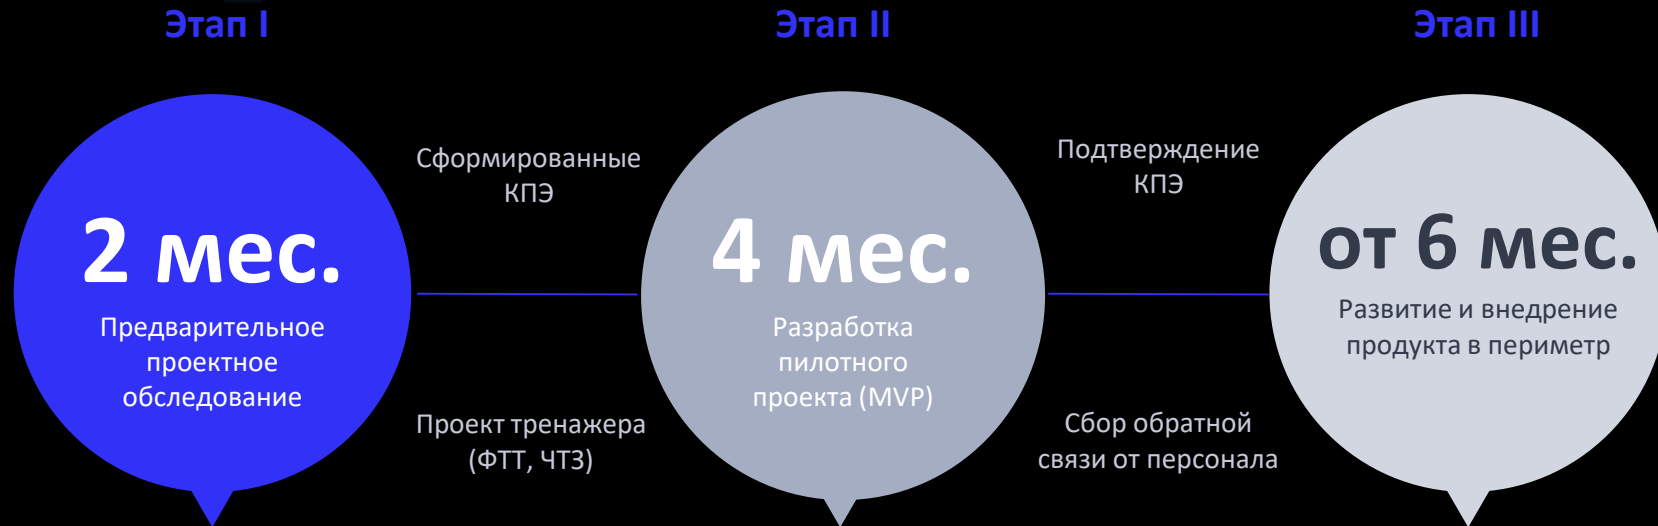 Этап I
Этап II
Этап III
2 мес.
Предварительное
проектное
обследование
Сформированные
КПЭ
Проект тренажера
(ФТТ, ЧТЗ)
4 мес.
Разработка
пилотного
проекта (MVP)
Подтверждение
КПЭ
Сбор обратной
связи от персонала
от 6 мес.
Развитие и внедрение
продукта в периметр